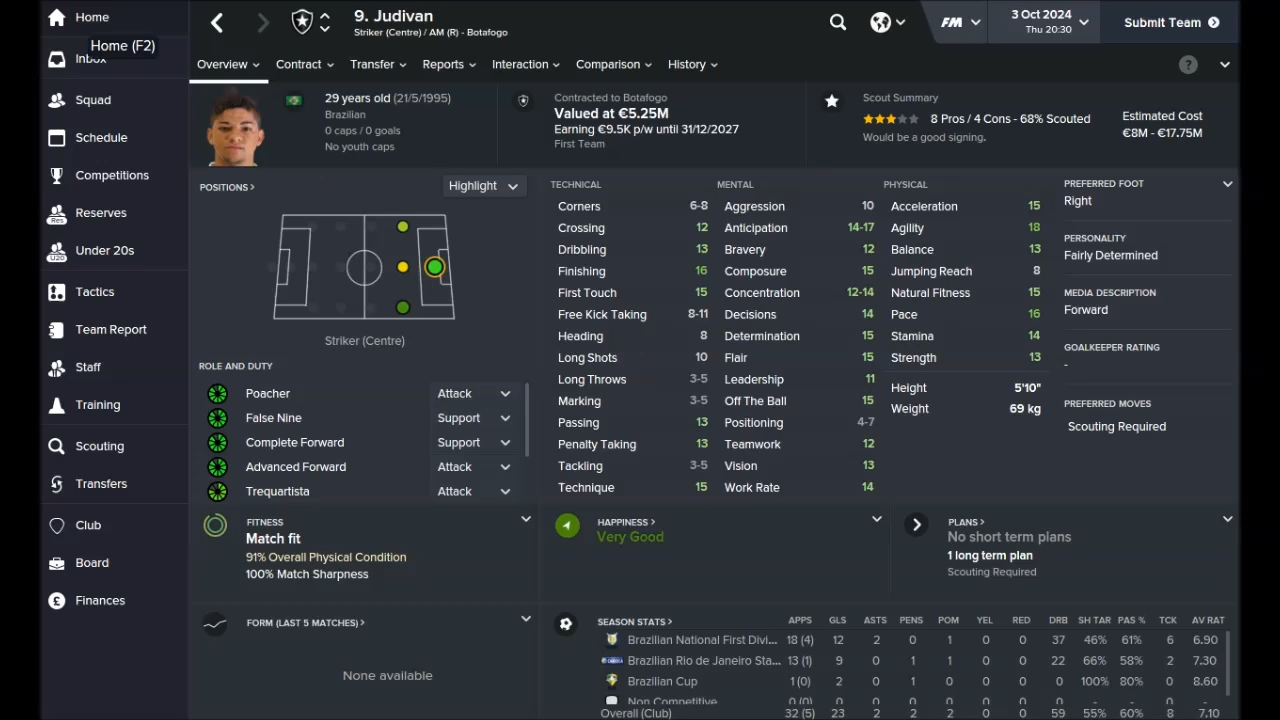 Home
Home (F2)
Inbox
Squad
Schedule
Competitions
Res
Reserves
U20
Under 20s
Tactics
Team Report
Staff
Training
Scouting
Transfers
Club
Board
£
Finances
9. Judivan
Striker (Centre) / AM (R) - Botafogo
FM
3 Oct 2024
Thu 20:30
Submit Team
Overview
Contract
Transfer
Reports
Interaction
Comparison
History
?
29 years old (21/5/1995)
Brazilian
0 caps / 0 goals
No youth caps
Contracted to Botafogo
Valued at €5.25M
Earning €9.5K p/w until 31/12/2027
First Team
Scout Summary
8 Pros / 4 Cons - 68% Scouted
Would be a good signing.
Estimated Cost
€8M - €17.75M
POSITIONS >
Highlight
Striker (Centre)
ROLE AND DUTY
Poacher Attack
False Nine Support
Complete Forward Support
Advanced Forward Attack
Trequartista Attack
TECHNICAL
Corners 6-8
Crossing 12
Dribbling 13
Finishing 16
First Touch 15
Free Kick Taking 8-11
Heading 8
Long Shots 10
Long Throws 3-5
Marking 3-5
Passing 13
Penalty Taking 13
Tackling 3-5
Technique 15
MENTAL
Aggression 10
Anticipation 14-17
Bravery 12
Composure 15
Concentration 12-14
Decisions 14
Determination 15
Flair 15
Leadership 11
Off The Ball 15
Positioning 4-7
Teamwork 12
Vision 13
Work Rate 14
PHYSICAL
Acceleration 15
Agility 18
Balance 13
Jumping Reach 8
Natural Fitness 15
Pace 16
Stamina 14
Strength 13
Height 5'10"
Weight 69 kg
PREFERRED FOOT
Right
PERSONALITY
Fairly Determined
MEDIA DESCRIPTION
Forward
GOALKEEPER RATING
-
PREFERRED MOVES
Scouting Required
FITNESS
Match fit
91% Overall Physical Condition
100% Match Sharpness
HAPPINESS >
Very Good
PLANS >
No short term plans
1 long term plan
Scouting Required
FORM (LAST 5 MATCHES) >
None available
SEASON STATS > APPS GLS ASTS PENS POM YEL RED DRB SH TAR PAS % TCK AV RAT
Brazilian National First Divi... 18 (4) 12 2 0 1 0 0 37 46% 61% 6 6.90
Brazilian Rio de Janeiro Sta... 13 (1) 9 0 1 1 0 0 22 66% 58% 2 7.30
Brazilian Cup 1 (0) 2 0 1 0 0 0 0 100% 80% 0 8.60
Non Competitive 0 (0) 0 0 0 0 0 0 0 - - 0 -
Overall (Club) 32 (5) 23 2 2 2 0 0 59 55% 60% 8 7.10